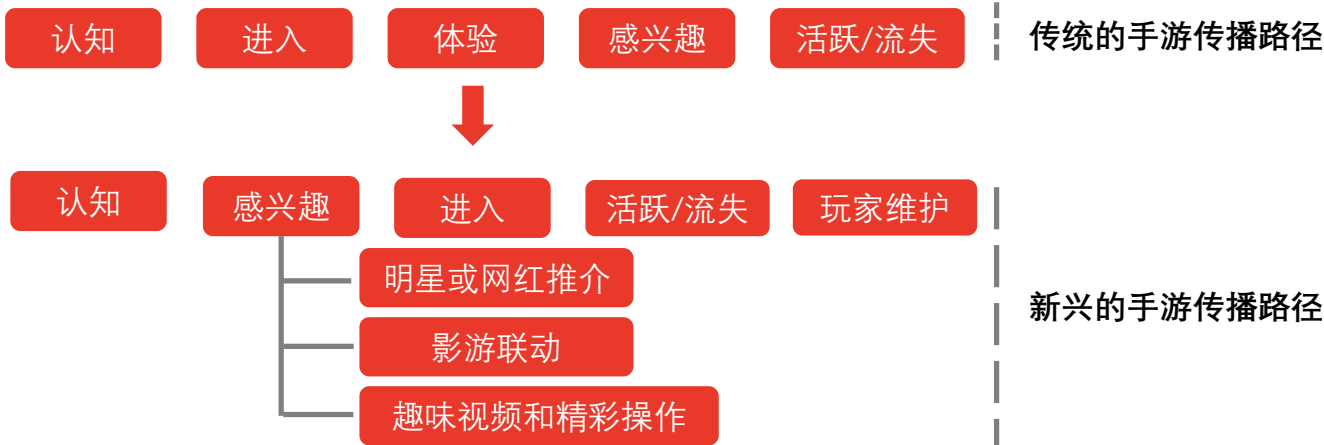 认知 进入 体验 感兴趣 活跃/流失 传统的手游传播路径
认知 感兴趣 进入 活跃/流失 玩家维护
明星或网红推介
新兴的手游传播路径
影游联动
趣味视频和精彩操作